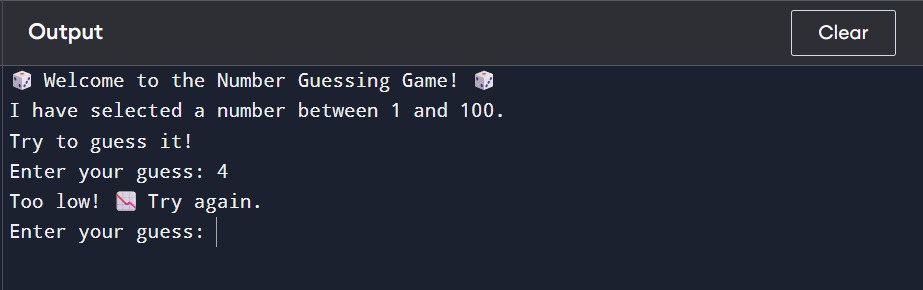 Output
Clear
🎲 Welcome to the Number Guessing Game! 🎲
I have selected a number between 1 and 100.
Try to guess it!
Enter your guess: 4
Too low! 📉 Try again.
Enter your guess: